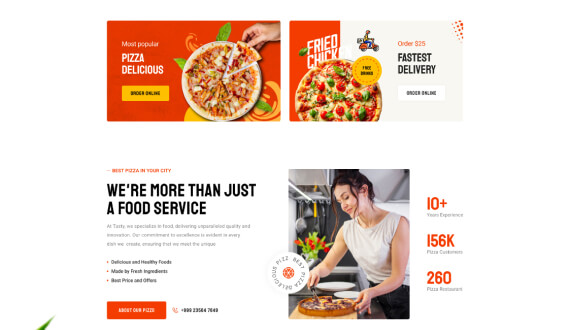 Most popular
PIZZA
DELICIOUS
ORDER ONLINE
FRIED
CHICK
FREE
DRINKS
Order $25
FASTEST
DELIVERY
ORDER ONLINE
BEST PIZZA IN YOUR CITY
WE'RE MORE THAN JUST
A FOOD SERVICE
At Tasty, we specialize in food, delivering unparalleled quality and
innovation. Our commitment to excellence is evident in every
dish we create, ensuring that we meet the unique
Delicious and Healthy Foods
Made by Fresh Ingredients
Best Price and Offers
ABOUT OUR PIZZA
+998 23564 7840
DELICIOUS PIZZ BEST PIZZA
10+
Years Experience
156K
Pizza Customers
260
Pizza Restaurant